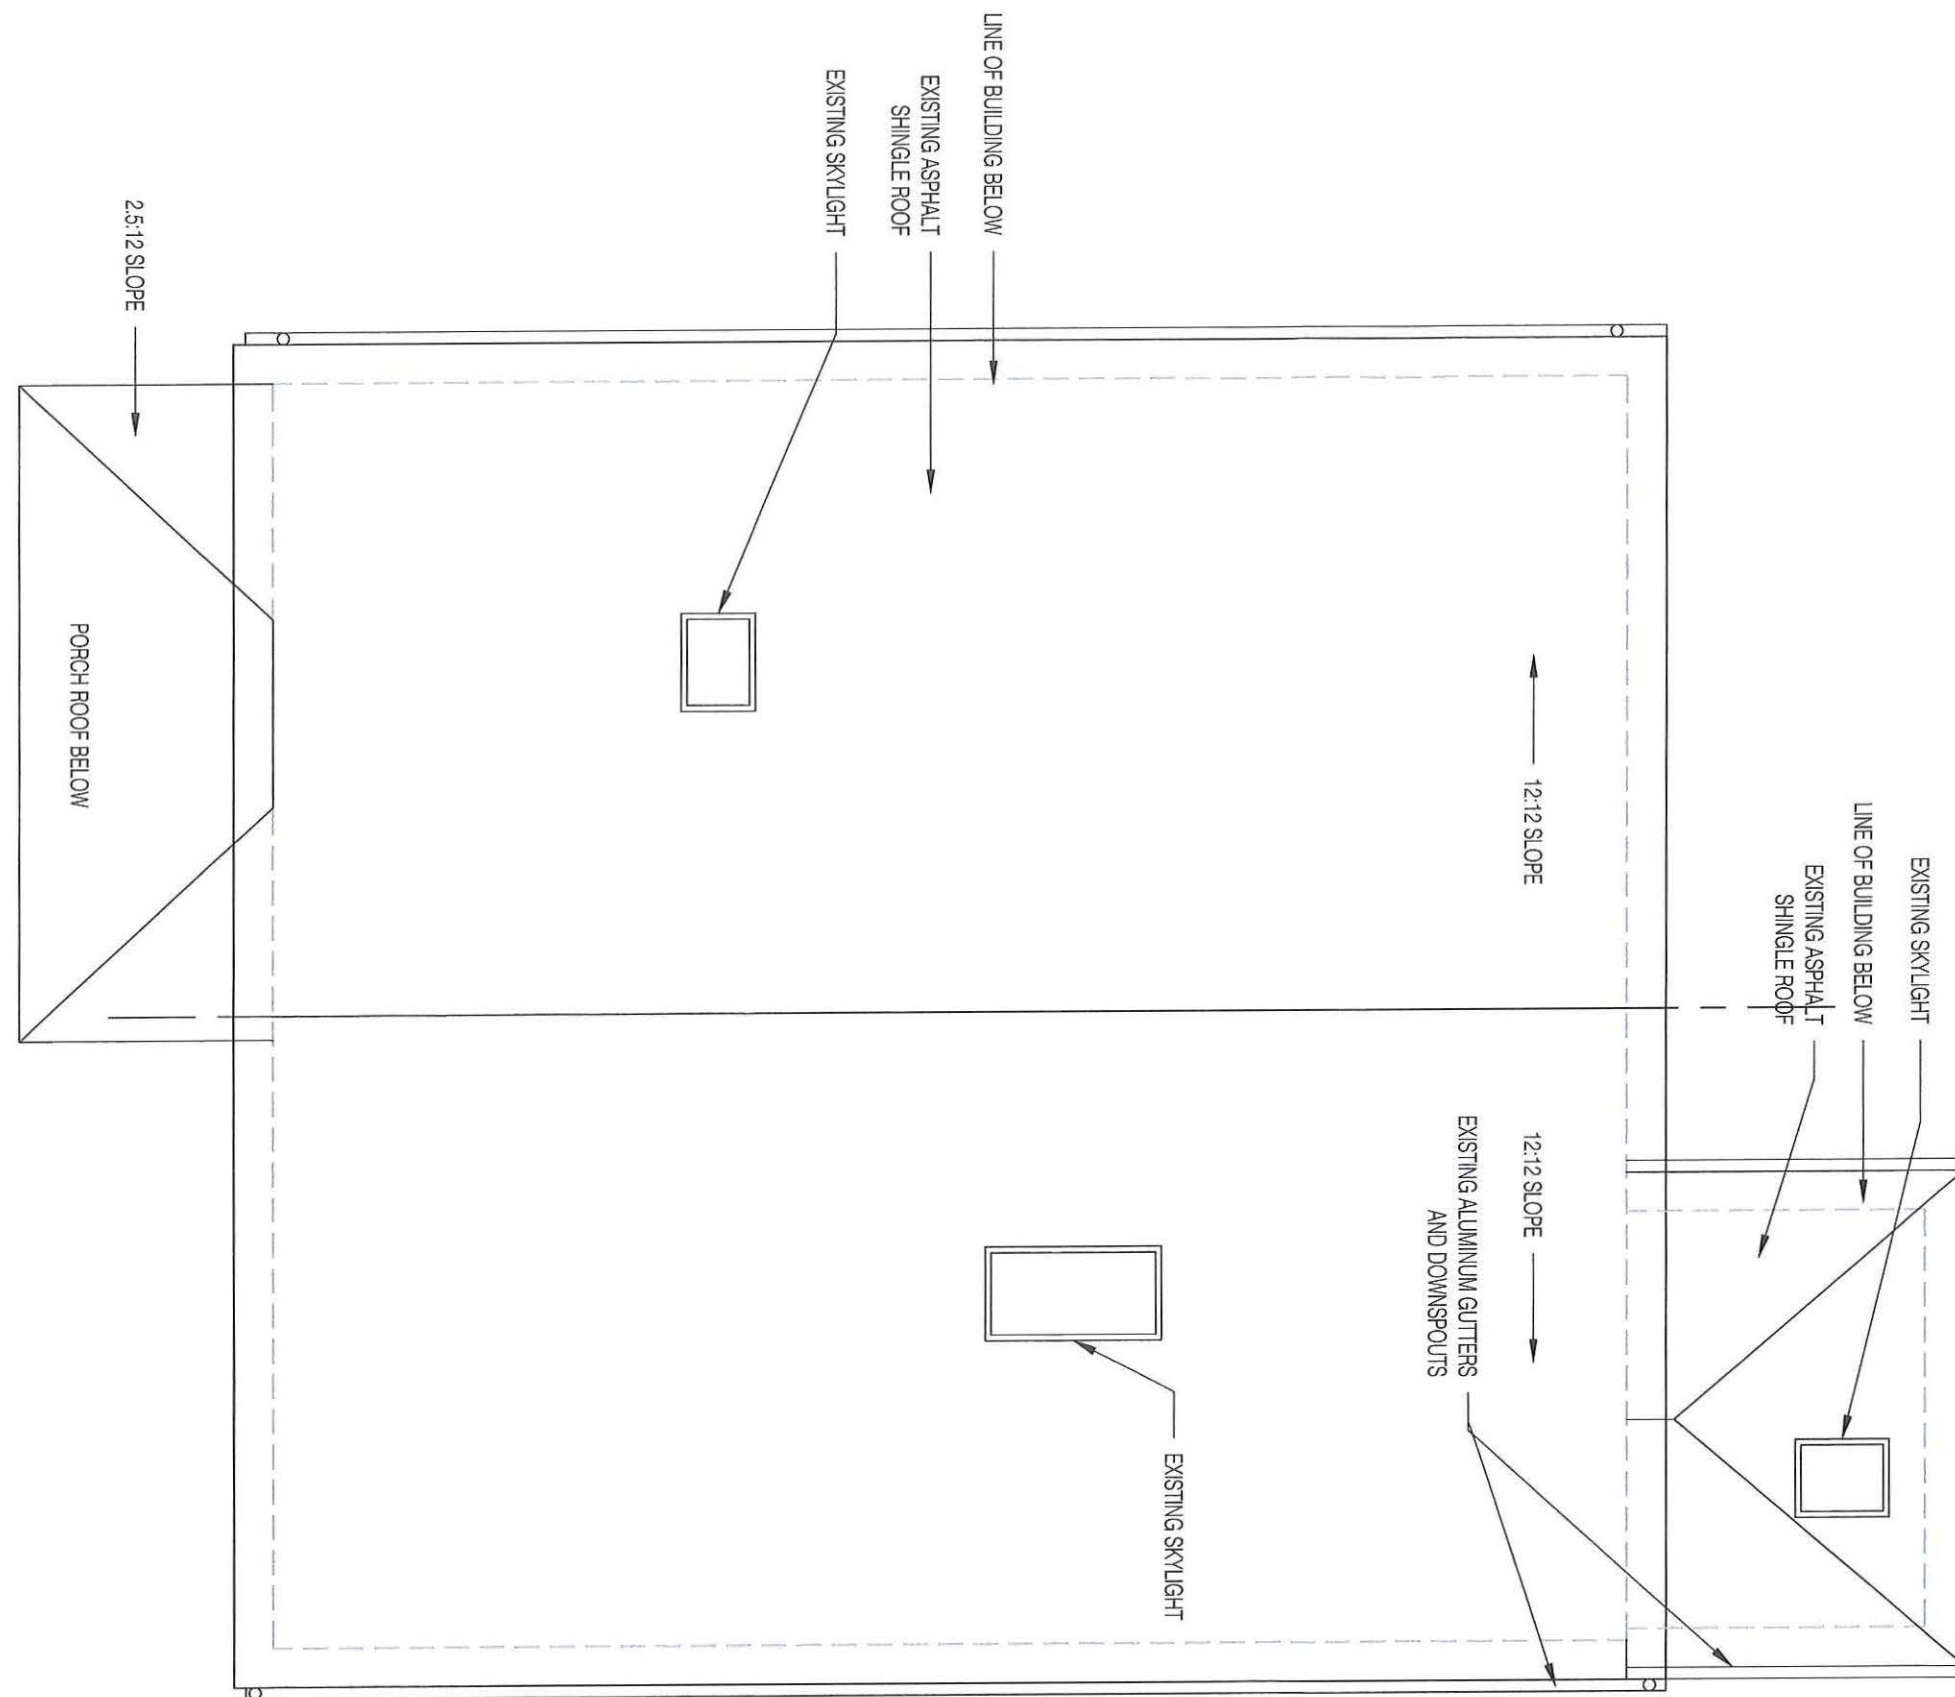 LINE OF BUILDING BELOW
EXISTING ASPHALT
SHINGLE ROOF
EXISTING SKYLIGHT
2.5:12 SLOPE
PORCH ROOF BELOW
12:12 SLOPE
EXISTING SKYLIGHT
LINE OF BUILDING BELOW
EXISTING ASPHALT
SHINGLE ROOF
12:12 SLOPE
EXISTING ALUMINUM GUTTERS
AND DOWNSPOUTS
EXISTING SKYLIGHT